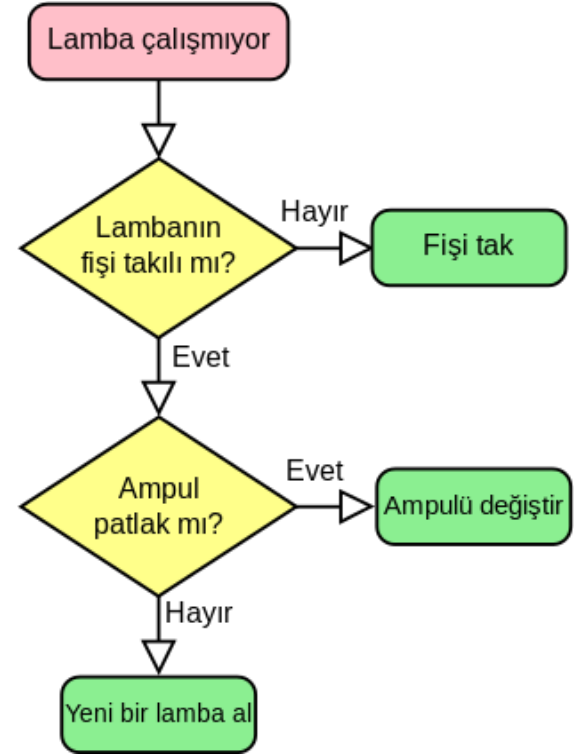 Lamba çalışmıyor
Lambanın
fişi takılı mı?
Hayır
Fişi tak
Evet
Ampul
patlak mı?
Evet
Ampulü değiştir
Hayır
Yeni bir lamba al